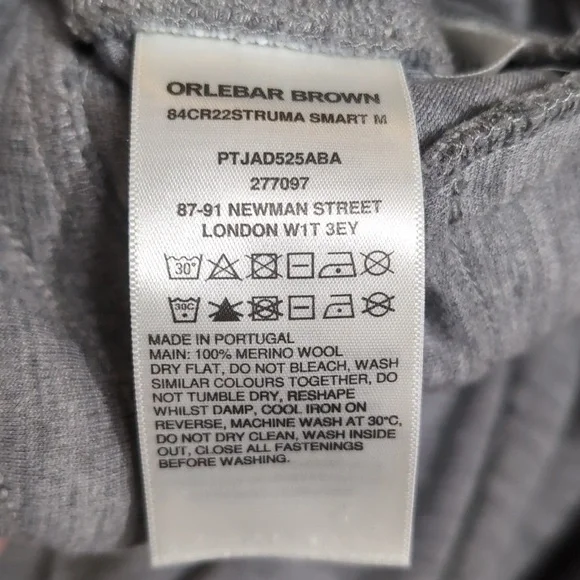 ORLEBAR BROWN
84CR22STRUMA SMART M
PTJAD525ABA
277097
87-91 NEWMAN STREET
LONDON W1T 3EY
30°
30C
MADE IN PORTUGAL
MAIN: 100% MERINO WOOL
DRY FLAT, DO NOT BLEACH, WASH
SIMILAR COLOURS TOGETHER, DO
NOT TUMBLE DRY, RESHAPE
WHILST DAMP, COOL IRON ON
REVERSE, MACHINE WASH AT 30°C,
DO NOT DRY CLEAN, WASH INSIDE
OUT, CLOSE ALL FASTENINGS
BEFORE WASHING.